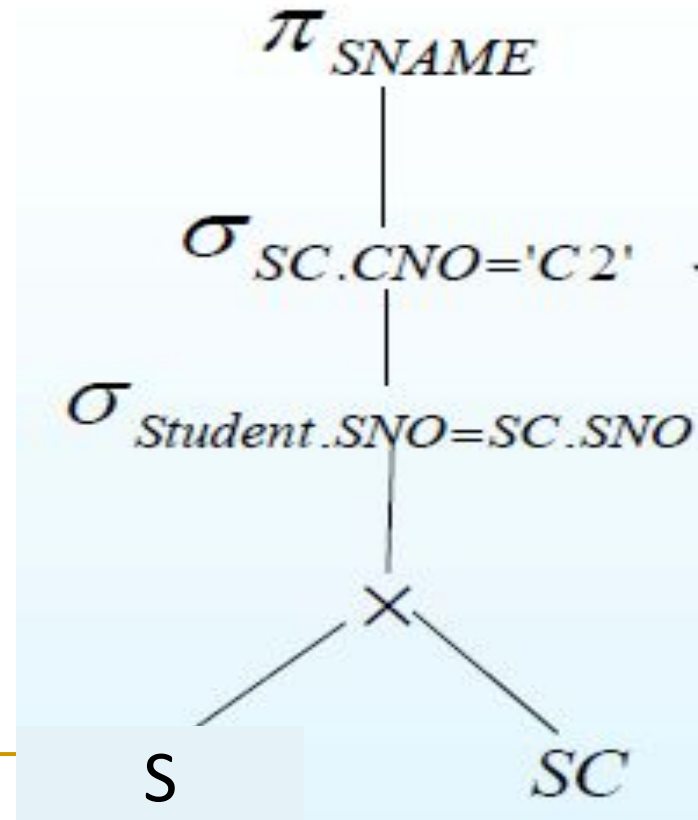 π SNAME
σ SC.CNO='C2'
σ Student.SNO=SC.SNO
×
S SC